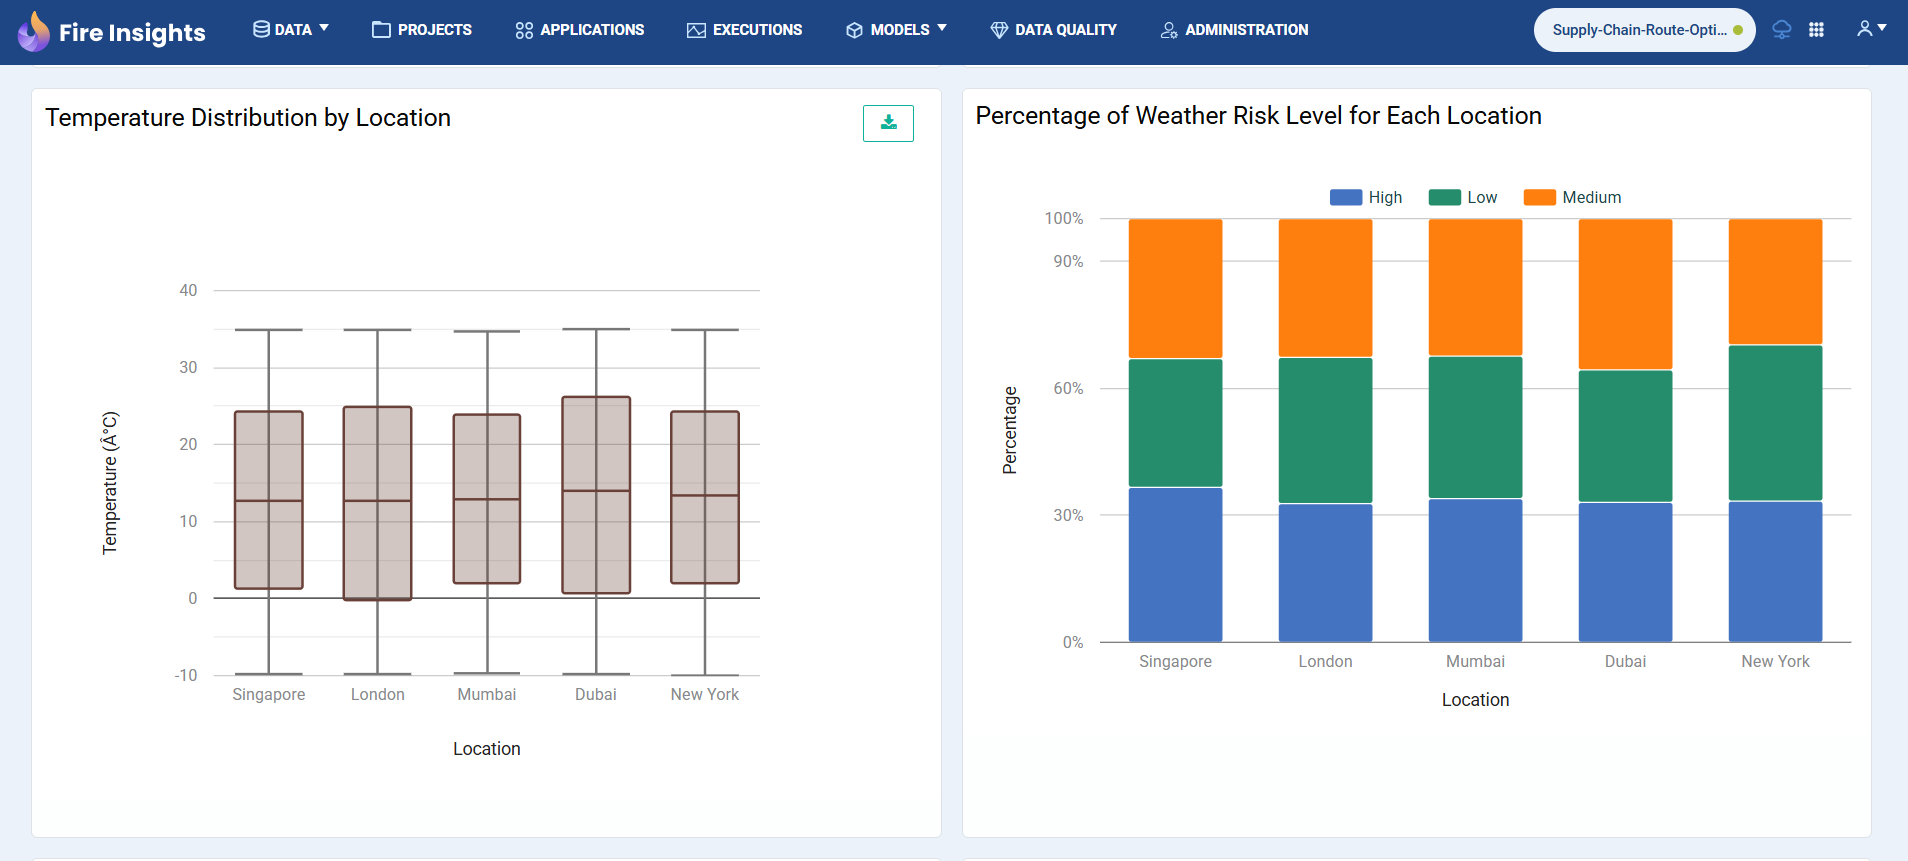 Fire Insights
DATA
PROJECTS
APPLICATIONS
EXECUTIONS
MODELS
DATA QUALITY
ADMINISTRATION
Supply-Chain-Route-Opti...
Temperature Distribution by Location
40
30
20
10
0
-10
Temperature (Â°C)
Singapore
London
Mumbai
Dubai
New York
Location
Percentage of Weather Risk Level for Each Location
High
Low
Medium
100%
90%
60%
30%
0%
Percentage
Singapore
London
Mumbai
Dubai
New York
Location